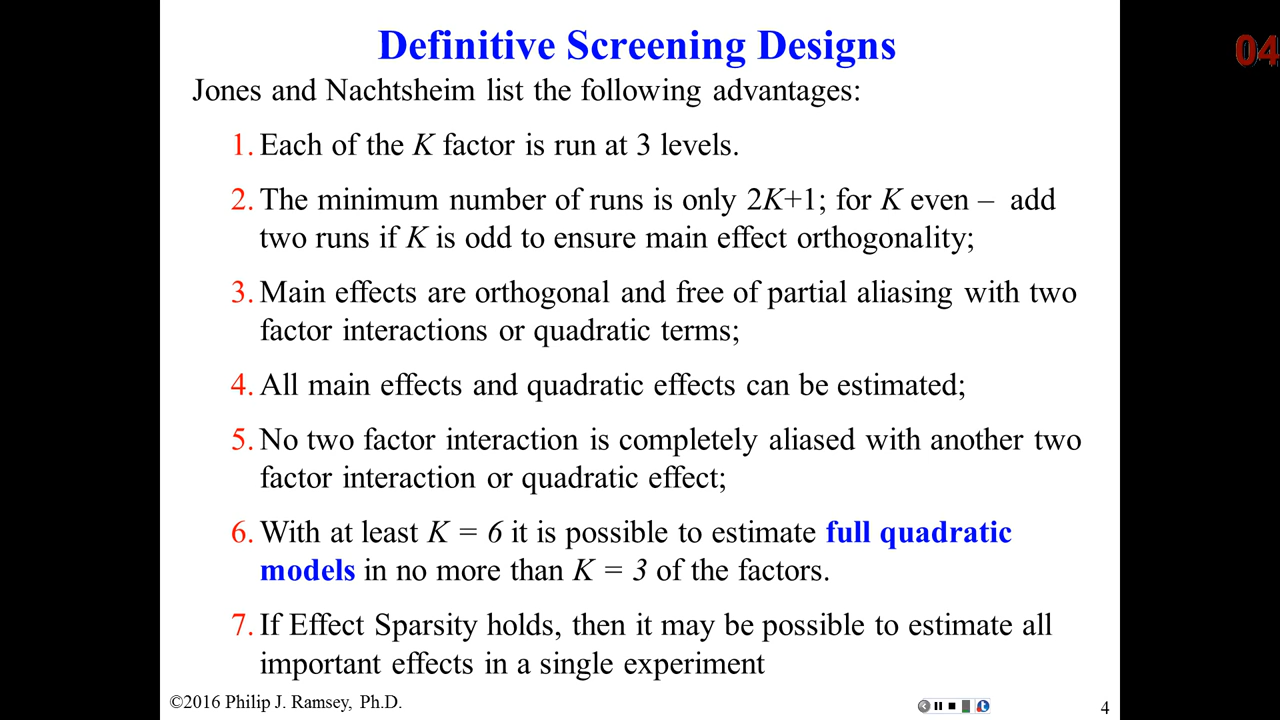 Definitive Screening Designs
04
Jones and Nachtsheim list the following advantages:
1. Each of the K factor is run at 3 levels.
2. The minimum number of runs is only 2K+1; for K even – add
two runs if K is odd to ensure main effect orthogonality;
3. Main effects are orthogonal and free of partial aliasing with two
factor interactions or quadratic terms;
4. All main effects and quadratic effects can be estimated;
5. No two factor interaction is completely aliased with another two
factor interaction or quadratic effect;
6. With at least K = 6 it is possible to estimate full quadratic
models in no more than K = 3 of the factors.
7. If Effect Sparsity holds, then it may be possible to estimate all
important effects in a single experiment
©2016 Philip J. Ramsey, Ph.D.
4